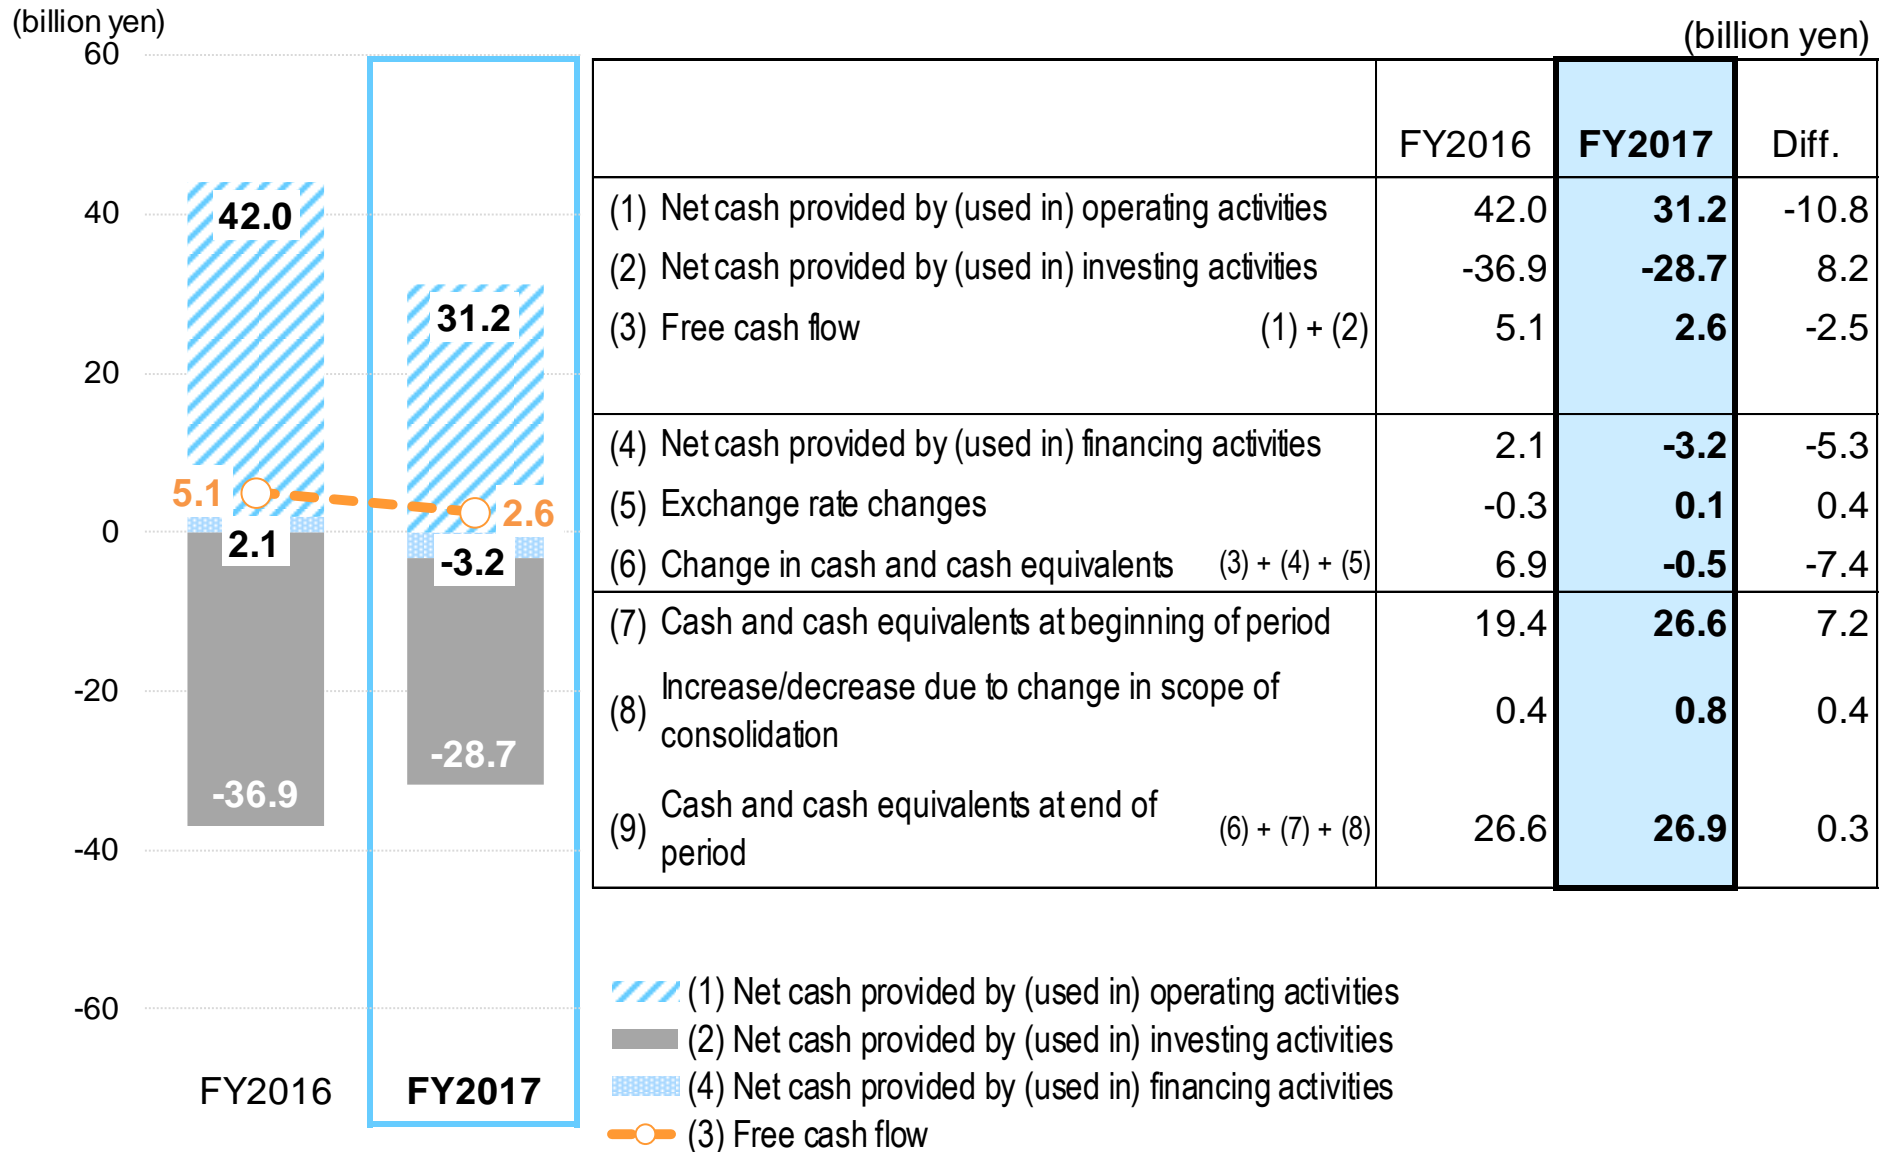 (billion yen)
60
40
20
0
-20
-40
-60
42.0
31.2
5.1
2.6
2.1
-3.2
-28.7
-36.9
FY2016 FY2017
(billion yen)
FY2016 FY2017 Diff.
(1) Net cash provided by (used in) operating activities 42.0 31.2 -10.8
(2) Net cash provided by (used in) investing activities -36.9 -28.7 8.2
(3) Free cash flow (1) + (2) 5.1 2.6 -2.5
(4) Net cash provided by (used in) financing activities 2.1 -3.2 -5.3
(5) Exchange rate changes -0.3 0.1 0.4
(6) Change in cash and cash equivalents (3) + (4) + (5) 6.9 -0.5 -7.4
(7) Cash and cash equivalents at beginning of period 19.4 26.6 7.2
(8) Increase/decrease due to change in scope of
consolidation 0.4 0.8 0.4
(9) Cash and cash equivalents at end of
period (6) + (7) + (8) 26.6 26.9 0.3
(1) Net cash provided by (used in) operating activities
(2) Net cash provided by (used in) investing activities
(4) Net cash provided by (used in) financing activities
(3) Free cash flow